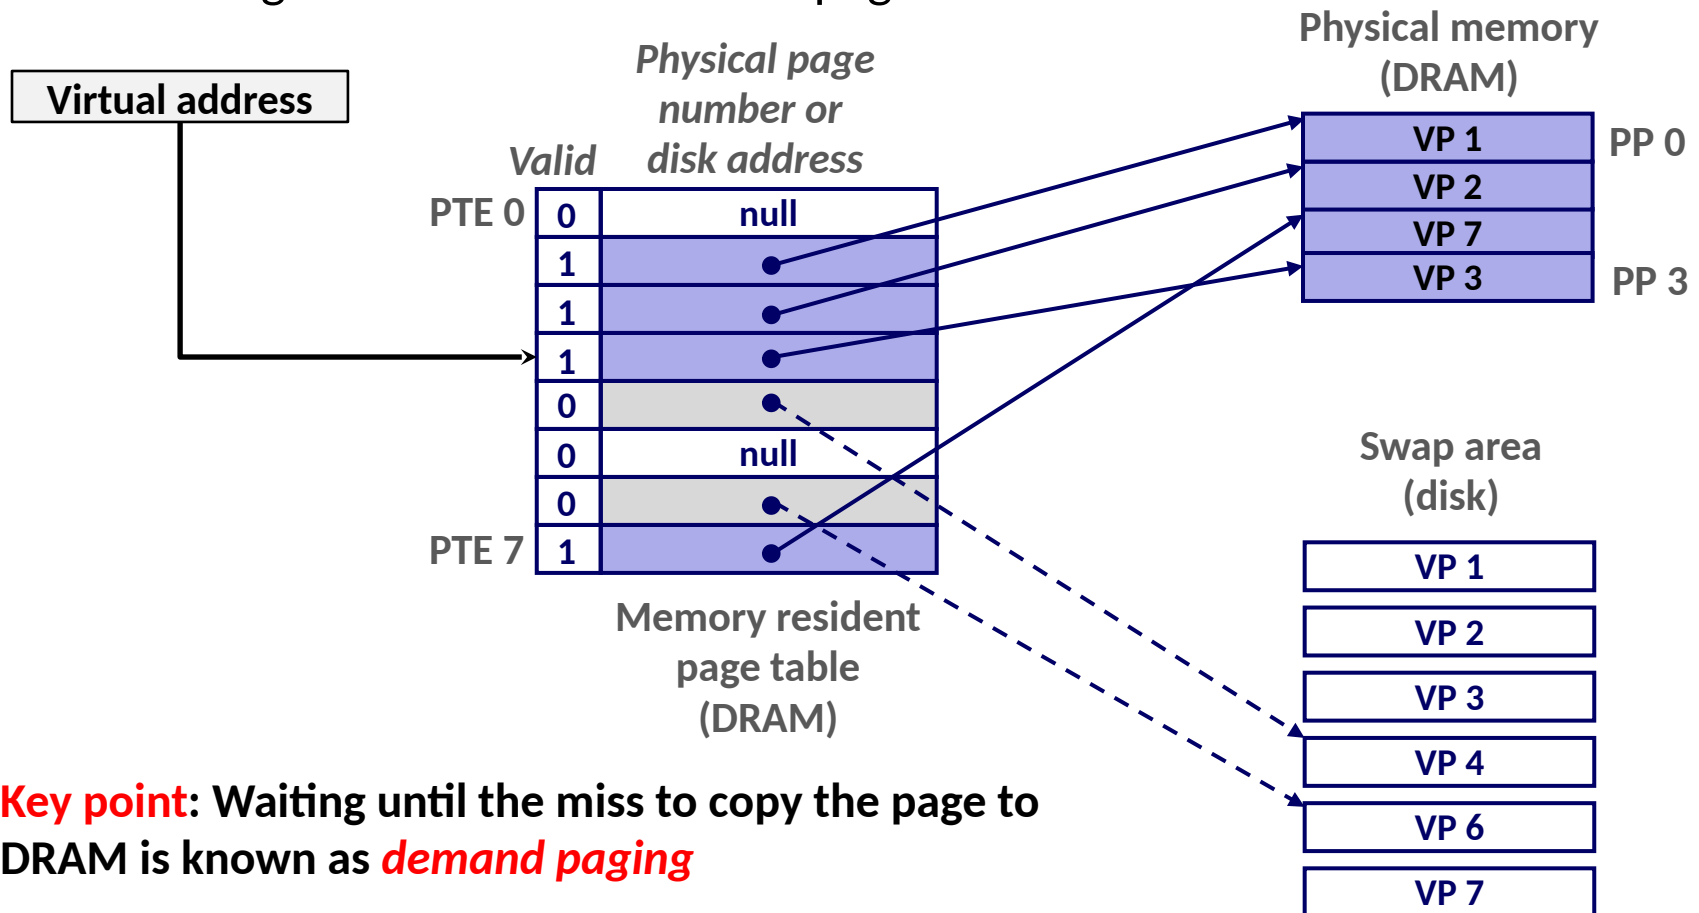 Physical memory
(DRAM)
Virtual address
Physical page
number or
disk address
Valid
PTE 0
0
null
1
1
1
0
0
null
0
PTE 7
1
VP 1
PP 0
VP 2
VP 7
VP 3
PP 3
Memory resident
page table
(DRAM)
Swap area
(disk)
VP 1
VP 2
VP 3
VP 4
VP 6
VP 7
Key point: Waiting until the miss to copy the page to
DRAM is known as demand paging